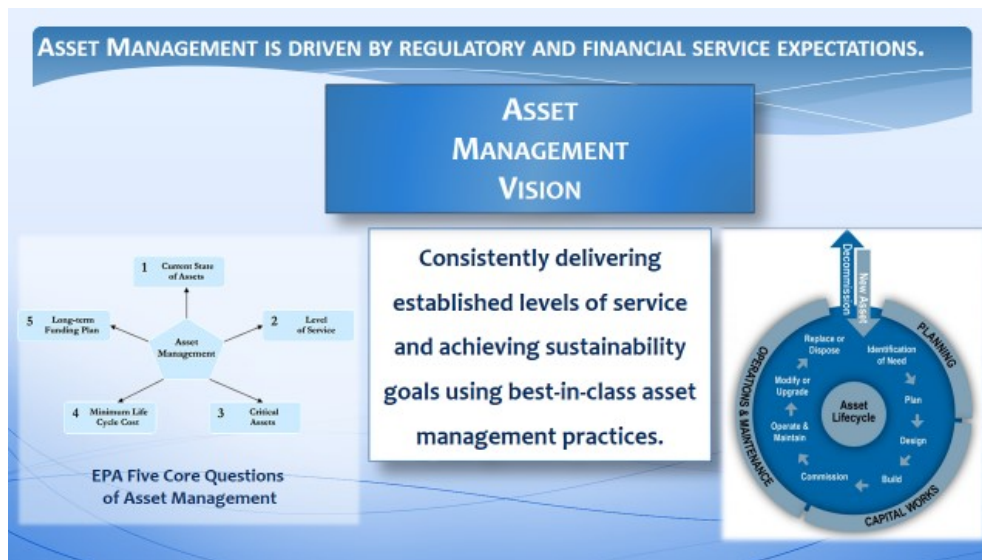 ASSET MANAGEMENT IS DRIVEN BY REGULATORY AND FINANCIAL SERVICE EXPECTATIONS.
ASSET
MANAGEMENT
VISION
1 Current State
of Assets
5 Long-term
Funding Plan
2 Level
of Service
Asset
Management
4 Minimum Life
Cycle Cost
3 Critical
Assets
EPA Five Core Questions
of Asset Management
Consistently delivering
established levels of service
and achieving sustainability
goals using best-in-class asset
management practices.
Decommission
New Asset
PLANNING
CAPITAL WORKS
OPERATIONS & MAINTENANCE
Identification
of Need
Plan
Design
Build
Commission
Operate &
Maintain
Modify or
Upgrade
Replace or
Dispose
Asset
Lifecycle